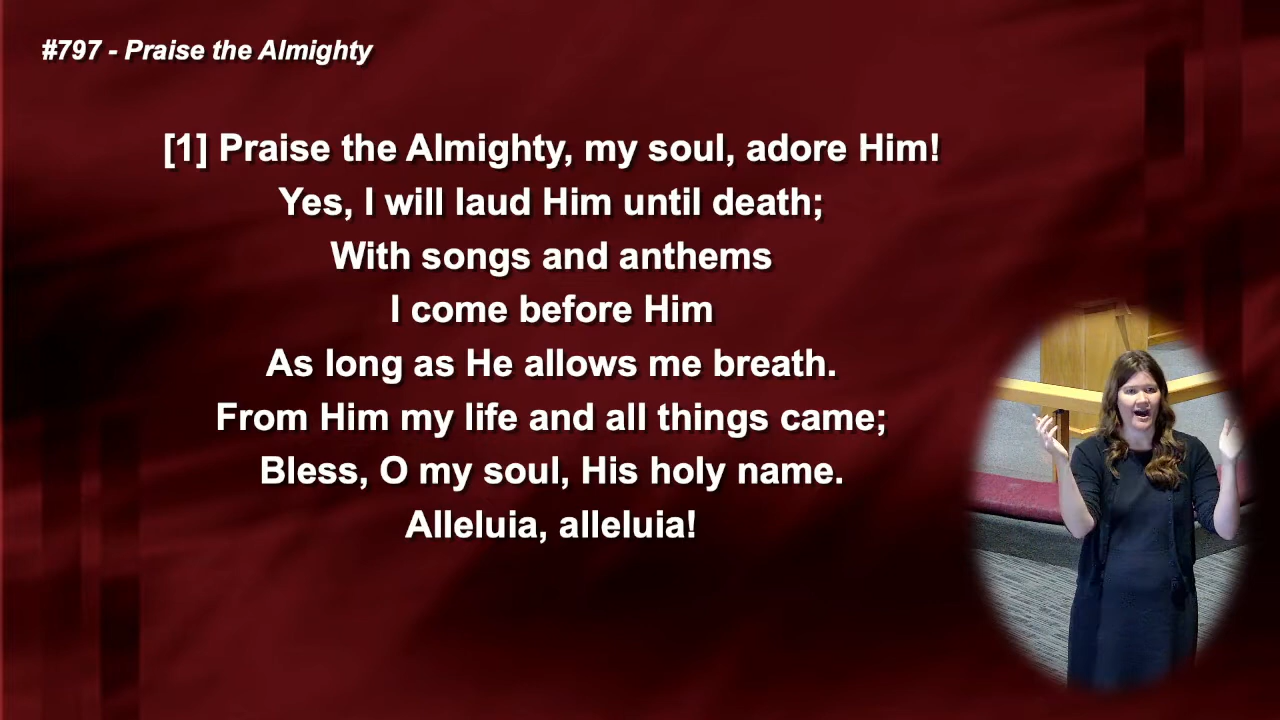 #797 - Praise the Almighty
[1] Praise the Almighty, my soul, adore Him!
Yes, I will laud Him until death;
With songs and anthems
I come before Him
As long as He allows me breath.
From Him my life and all things came;
Bless, O my soul, His holy name.
Alleluia, alleluia!